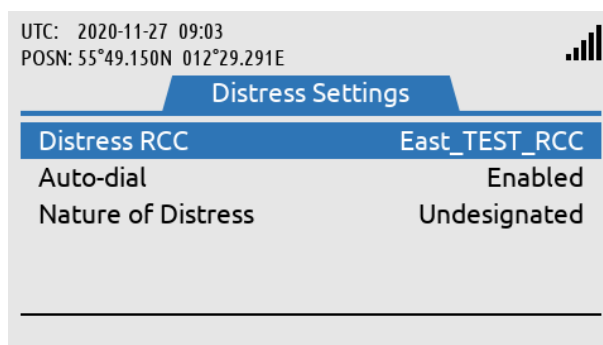 UTC: 2020-11-27 09:03
POSN: 55°49.150N 012°29.291E
Distress Settings
Distress RCC East_TEST_RCC
Auto-dial Enabled
Nature of Distress Undesignated